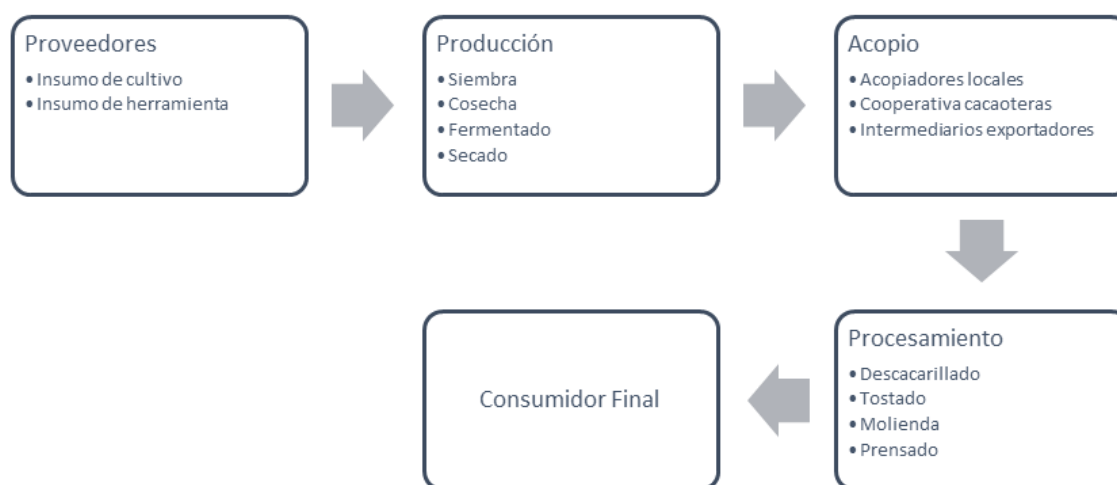 Proveedores
• Insumo de cultivo
• Insumo de herramienta
Producción
• Siembra
• Cosecha
• Fermentado
• Secado
Acopio
• Acopiadores locales
• Cooperativa cacaoteras
• Intermediarios exportadores
Procesamiento
• Descacarillado
• Tostado
• Molienda
• Prensado
Consumidor Final